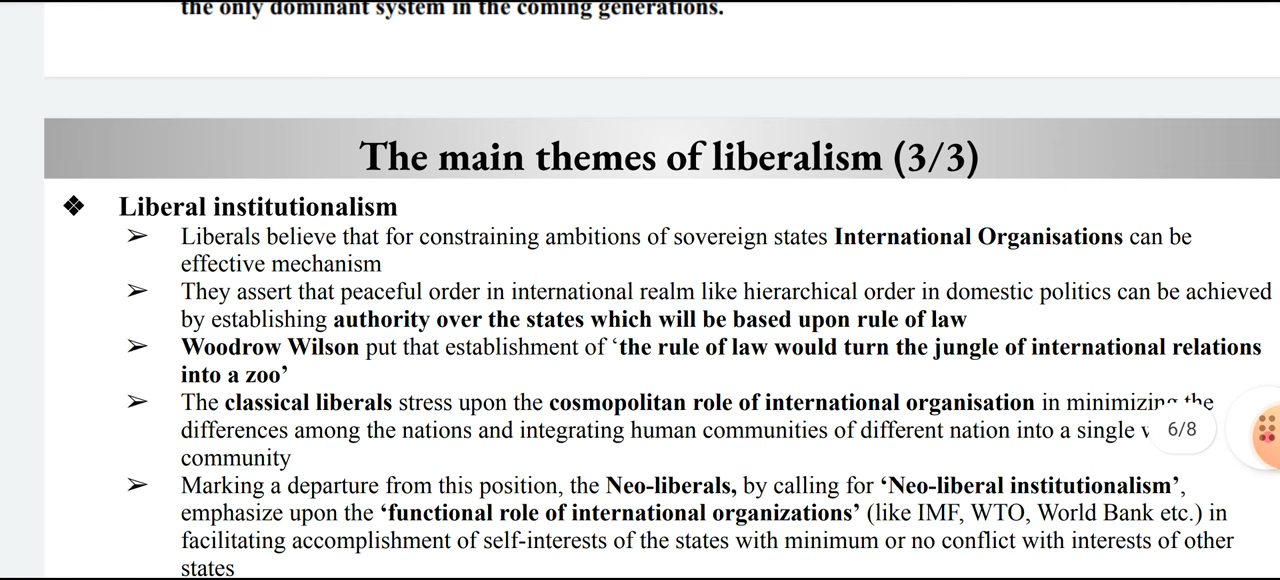 the only dominant system in the coming generations.
The main themes of liberalism (3/3)
❖ Liberal institutionalism
➢ Liberals believe that for constraining ambitions of sovereign states International Organisations can be
effective mechanism
➢ They assert that peaceful order in international realm like hierarchical order in domestic politics can be achieved
by establishing authority over the states which will be based upon rule of law
➢ Woodrow Wilson put that establishment of ‘the rule of law would turn the jungle of international relations
into a zoo’
➢ The classical liberals stress upon the cosmopolitan role of international organisation in minimizing the
differences among the nations and integrating human communities of different nation into a single
6/8
community
➢ Marking a departure from this position, the Neo-liberals, by calling for ‘Neo-liberal institutionalism’,
emphasize upon the ‘functional role of international organizations’ (like IMF, WTO, World Bank etc.) in
facilitating accomplishment of self-interests of the states with minimum or no conflict with interests of other
states